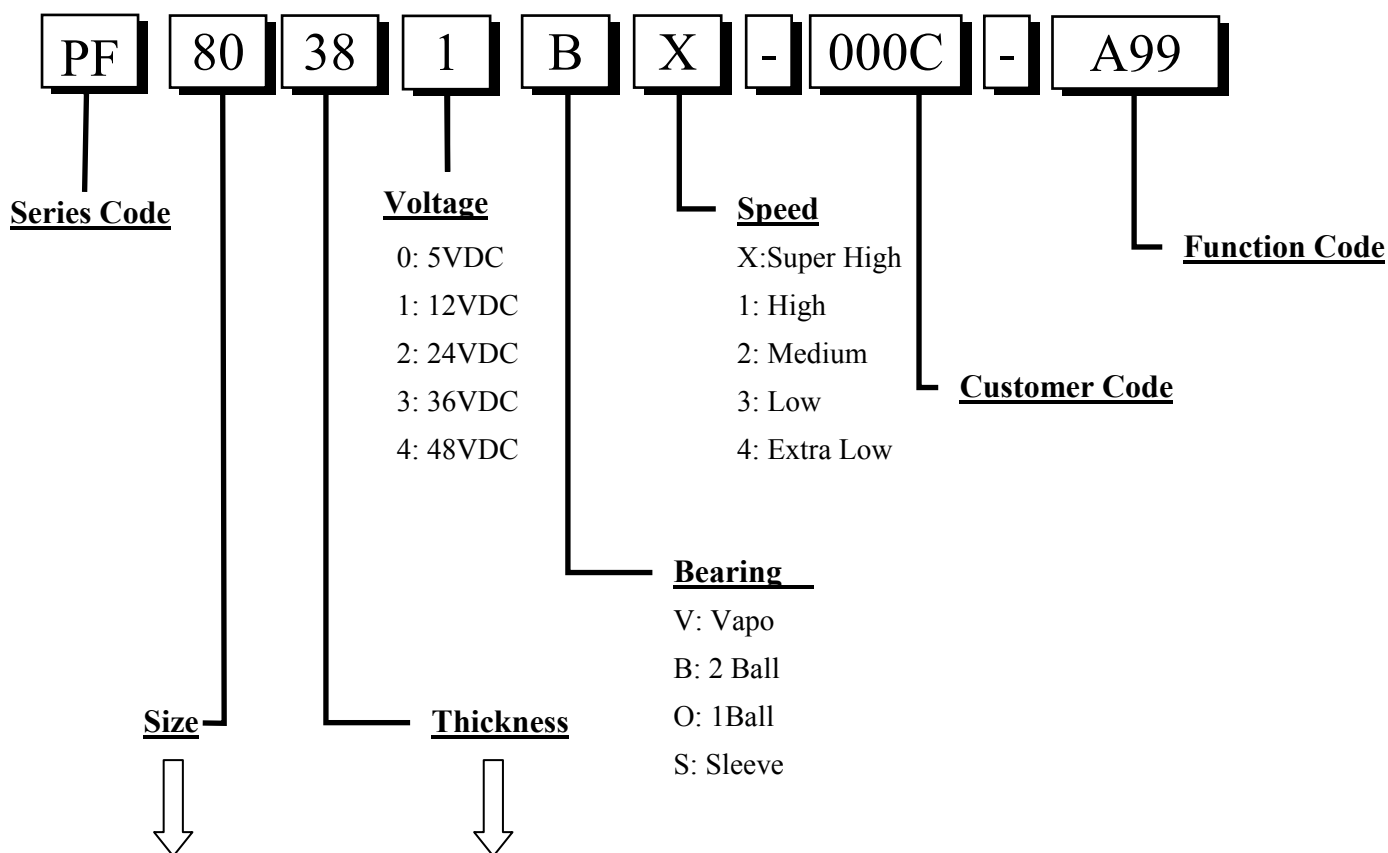 PF 80 38 1 B X - 000C - A99
Series Code
Voltage
0: 5VDC
1: 12VDC
2: 24VDC
3: 36VDC
4: 48VDC
Speed
X:Super High
1: High
2: Medium
3: Low
4: Extra Low
Function Code
Customer Code
Bearing
V: Vapo
B: 2 Ball
O: 1Ball
S: Sleeve
Size
Thickness